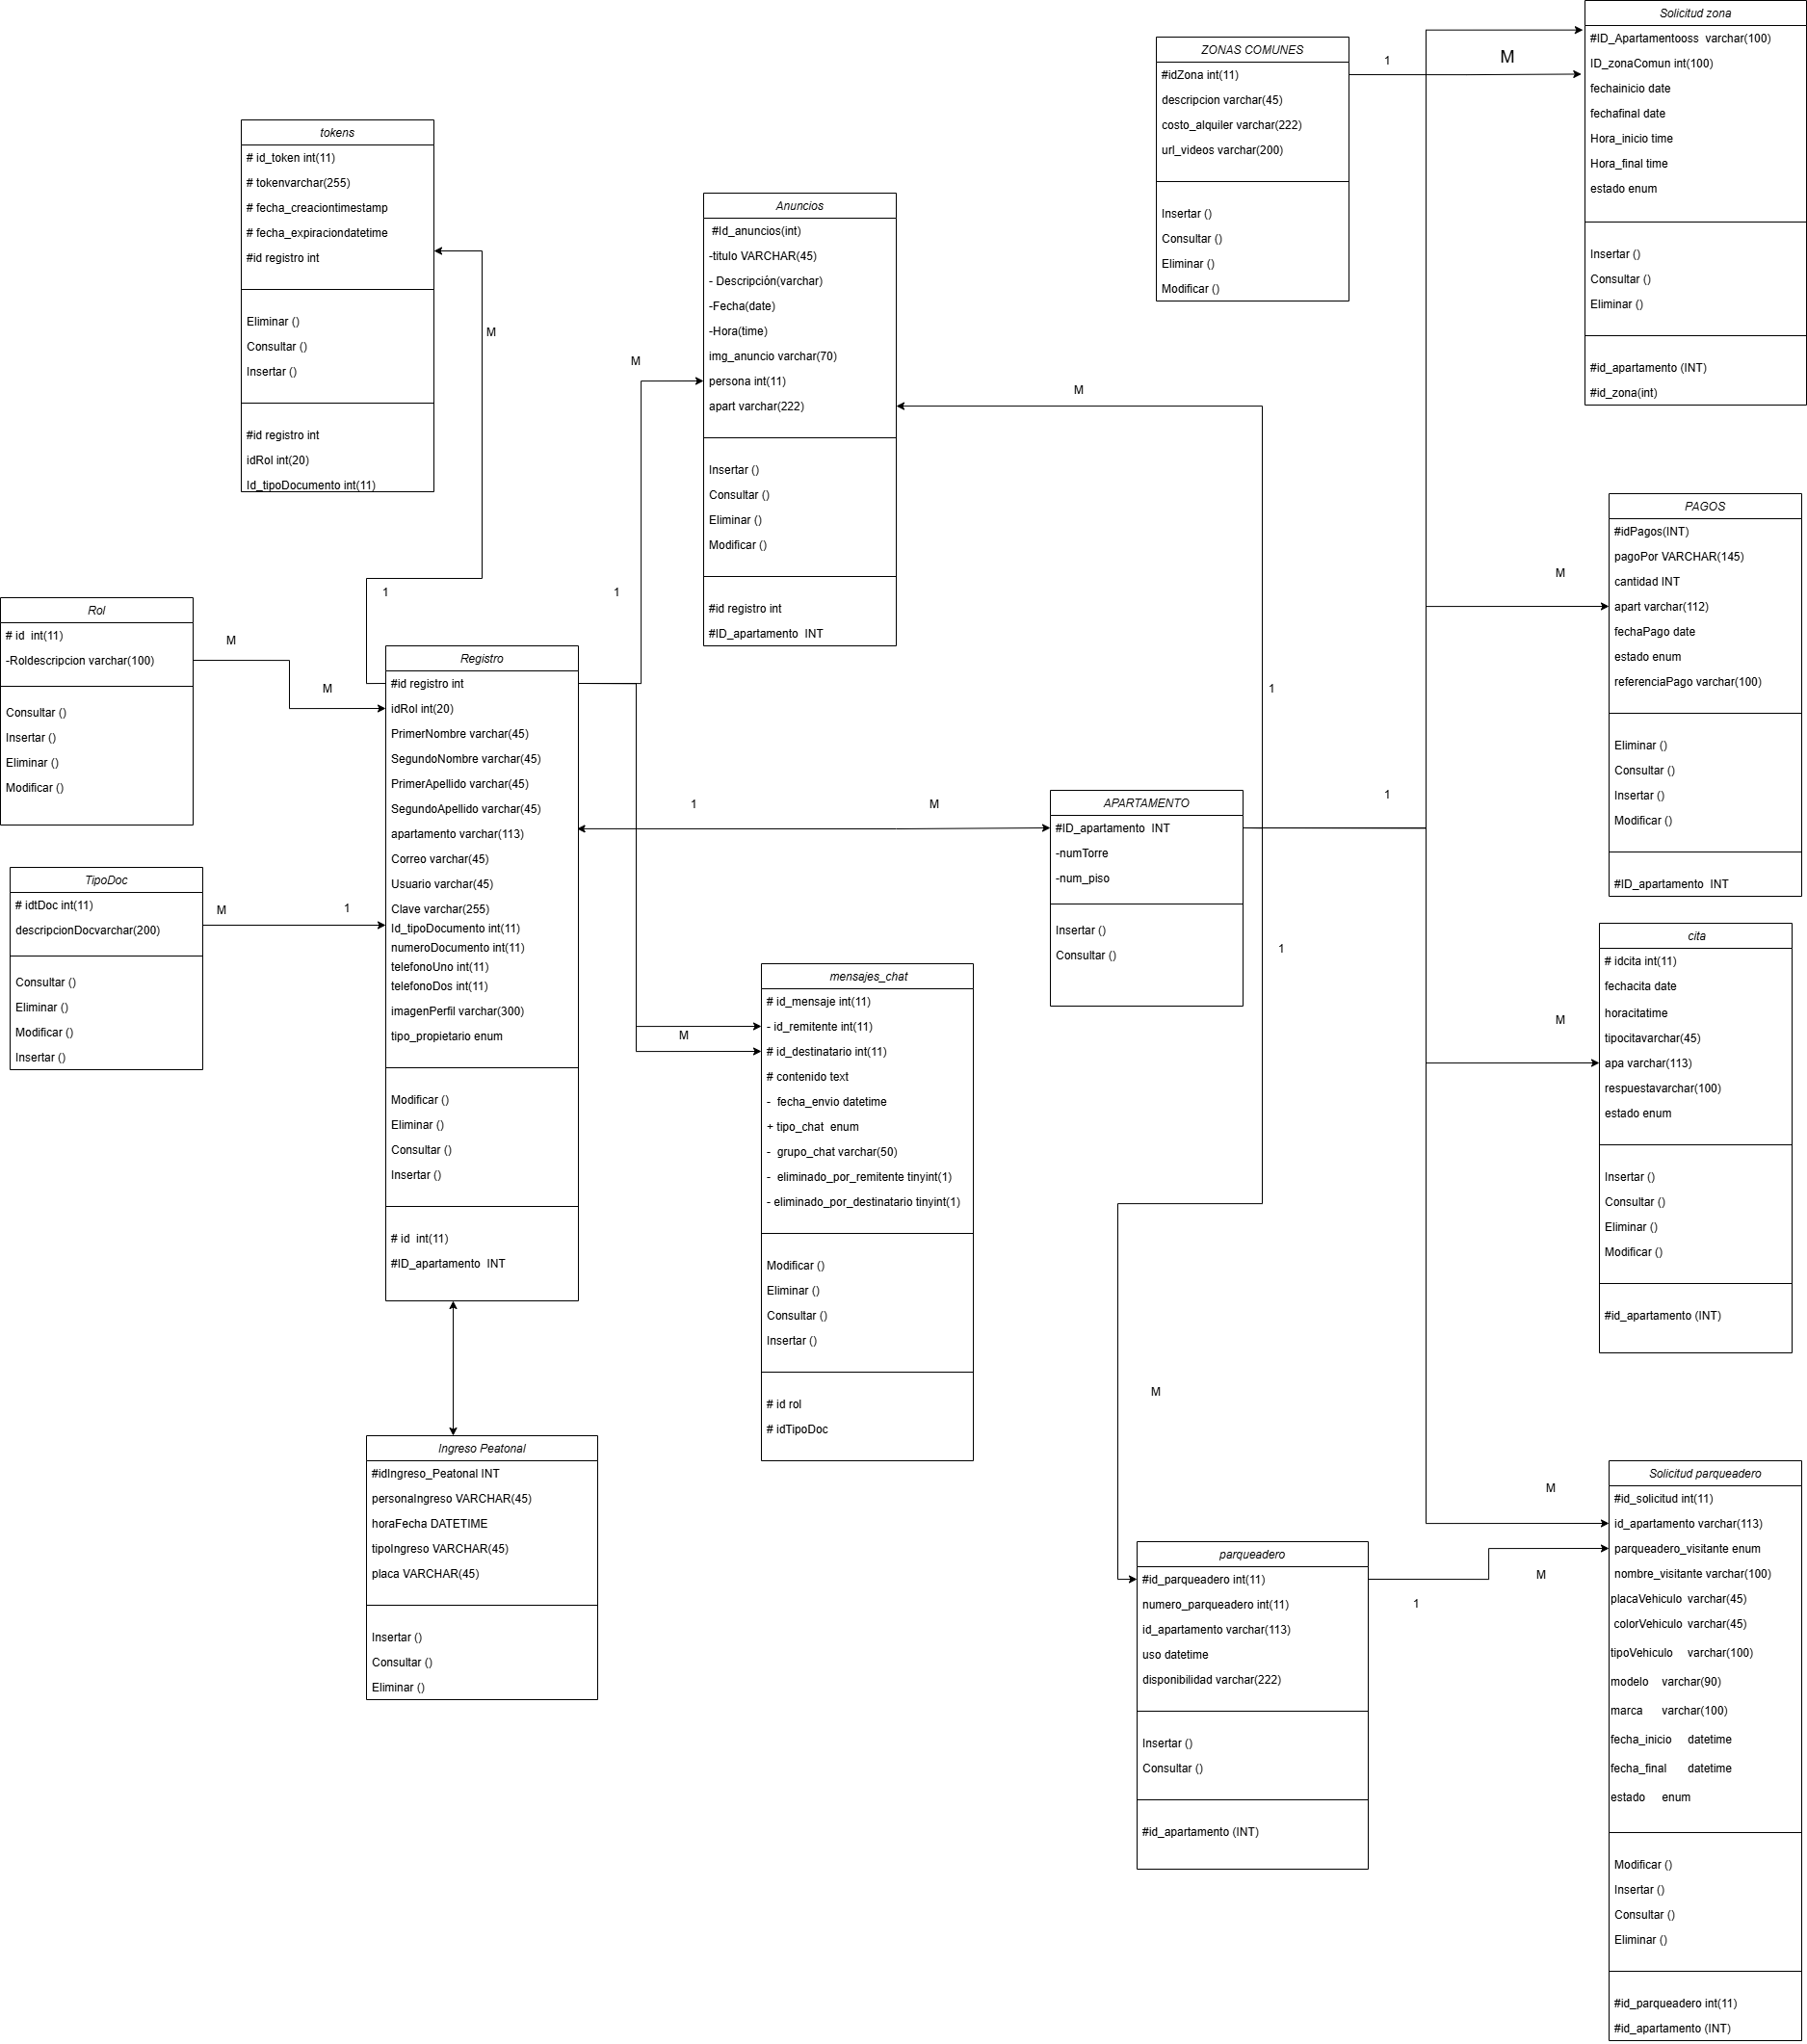 tokens
# id_token int(11)
# tokenvarchar(255)
# fecha_creaciontimestamp
# fecha_expiraciondatetime
#id registro int
Eliminar ()
Consultar ()
Insertar ()
#id registro int
idRol int(20)
Id_tipoDocumento int(11)
M
1
Rol
# id  int(11)
-Roldescripcion varchar(100)
Consultar ()
Insertar ()
Eliminar ()
Modificar ()
M
M
TipoDoc
# idtDoc int(11)
descripcionDocvarchar(200)
Consultar ()
Eliminar ()
Modificar ()
Insertar ()
M
1
Registro
#id registro int
idRol int(20)
PrimerNombre varchar(45)
SegundoNombre varchar(45)
PrimerApellido varchar(45)
SegundoApellido varchar(45)
apartamento varchar(113)
Correo varchar(45)
Usuario varchar(45)
Clave varchar(255)
Id_tipoDocumento int(11)
numeroDocumento int(11)
telefonoUno int(11)
telefonoDos int(11)
imagenPerfil varchar(300)
tipo_propietario enum
Modificar ()
Eliminar ()
Consultar ()
Insertar ()
# id  int(11)
#ID_apartamento  INT
Ingreso Peatonal
#idIngreso_Peatonal INT
personaIngreso VARCHAR(45)
horaFecha DATETIME
tipoIngreso VARCHAR(45)
placa VARCHAR(45)
Insertar ()
Consultar ()
Eliminar ()
M
1
Anuncios
#Id_anuncios(int)
-titulo VARCHAR(45)
- Descripción(varchar)
-Fecha(date)
-Hora(time)
img_anuncio varchar(70)
persona int(11)
apart varchar(222)
Insertar ()
Consultar ()
Eliminar ()
Modificar ()
#id registro int
#ID_apartamento  INT
M
1
1
M
1
M
mensajes_chat
# id_mensaje int(11)
- id_remitente int(11)
# id_destinatario int(11)
# contenido text
-  fecha_envio datetime
+ tipo_chat  enum
-  grupo_chat varchar(50)
-  eliminado_por_remitente tinyint(1)
- eliminado_por_destinatario tinyint(1)
Modificar ()
Eliminar ()
Consultar ()
Insertar ()
# id rol
# idTipoDoc
APARTAMENTO
#ID_apartamento  INT
-numTorre
-num_piso
Insertar ()
Consultar ()
1
M
parqueadero
#id_parqueadero int(11)
numero_parqueadero int(11)
id_apartamento varchar(113)
uso datetime
disponibilidad varchar(222)
Insertar ()
Consultar ()
#id_apartamento (INT)
ZONAS COMUNES
#idZona int(11)
descripcion varchar(45)
costo_alquiler varchar(222)
url_videos varchar(200)
Insertar ()
Consultar ()
Eliminar ()
Modificar ()
1
M
Solicitud zona
#ID_Apartamentooss  varchar(100)
ID_zonaComun int(100)
fechainicio date
fechafinal date
Hora_inicio time
Hora_final time
estado enum
Insertar ()
Consultar ()
Eliminar ()
#id_apartamento (INT)
#id_zona(int)
M
1
PAGOS
#idPagos(INT)
pagoPor VARCHAR(145)
cantidad INT
apart varchar(112)
fechaPago date
estado enum
referenciaPago varchar(100)
Eliminar ()
Consultar ()
Insertar ()
Modificar ()
#ID_apartamento  INT
M
cita
# idcita int(11)
fechacita date
horacitatime
tipocitavarchar(45)
apa varchar(113)
respuestavarchar(100)
estado enum
Insertar ()
Consultar ()
Eliminar ()
Modificar ()
#id_apartamento (INT)
M
M
1
Solicitud parqueadero
#id_solicitud int(11)
id_apartamento varchar(113)
parqueadero_visitante enum
nombre_visitante varchar(100)
placaVehiculo  varchar(45)
colorVehiculo  varchar(45)
tipoVehiculo  varchar(100)
modelo  varchar(90)
marca  varchar(100)
fecha_inicio  datetime
fecha_final  datetime
estado  enum
Modificar ()
Insertar ()
Consultar ()
Eliminar ()
#id_parqueadero int(11)
#id_apartamento (INT)